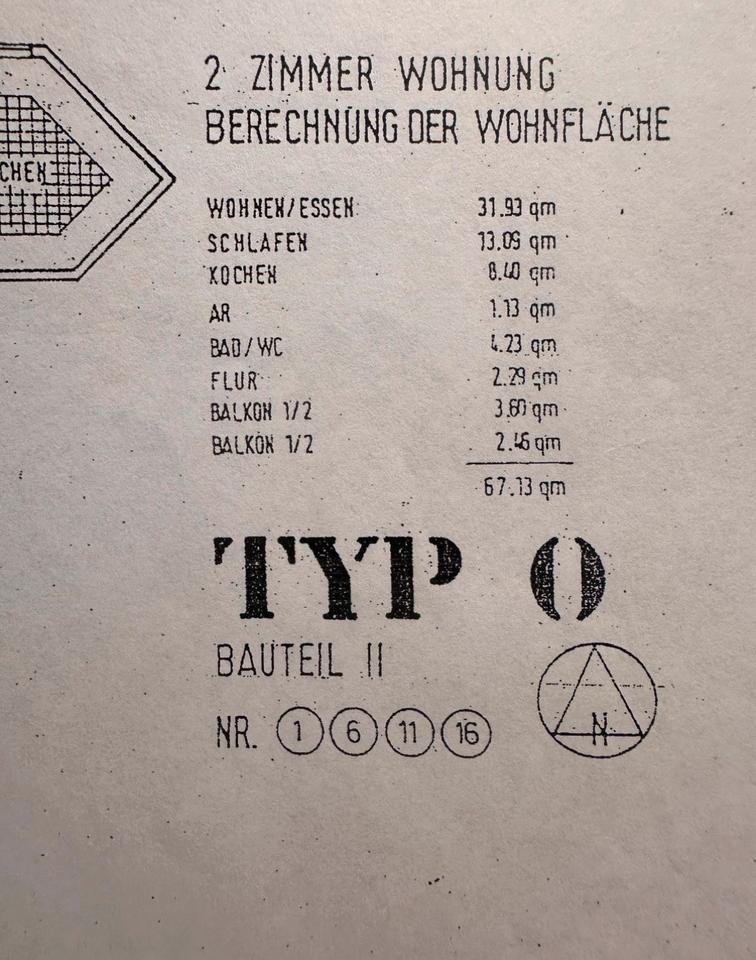 2 ZIMMER WOHNUNG
BERECHNUNG DER WOHNFLÄCHE
CHEN
WOHNEN/ESSEN 31.93 qm
SCHLAFEN 13.09 qm
KOCHEN 8.40 qm
AR 1.13 qm
BAD/WC 4.23 qm
FLUR 2.29 qm
BALKON 1/2 3.60 qm
BALKON 1/2 2.46 qm
67.13 qm
TYP O
BAUTEIL II
NR. 1 6 11 16
N